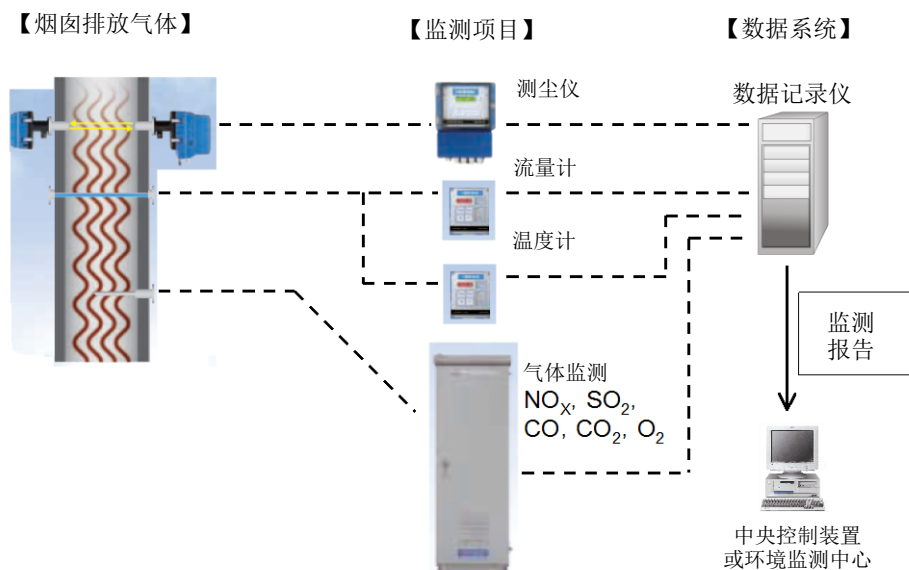 【烟囱排放气体】
【监测项目】
【数据系统】
测尘仪
数据记录仪
流量计
温度计
监测
报告
气体监测
NOX, SO2,
CO, CO2, O2
中央控制装置
或环境监测中心